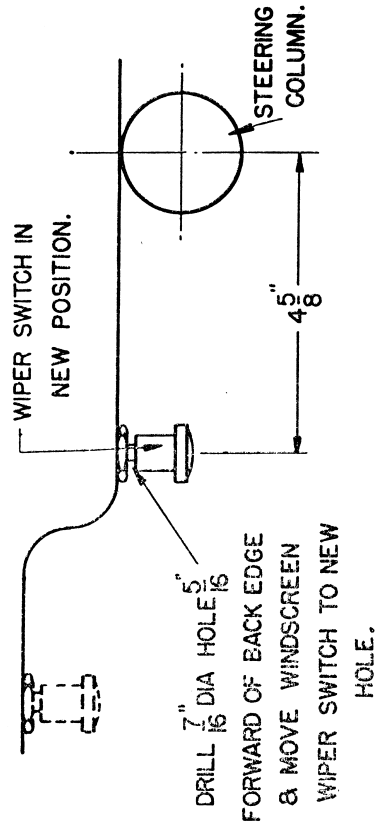 WIPER SWITCH IN
NEW POSITION.
STEERING
COLUMN.
4 5/8"
DRILL 7/16" DIA HOLE 5/16"
FORWARD OF BACK EDGE
& MOVE WINDSCREEN
WIPER SWITCH TO NEW
HOLE.